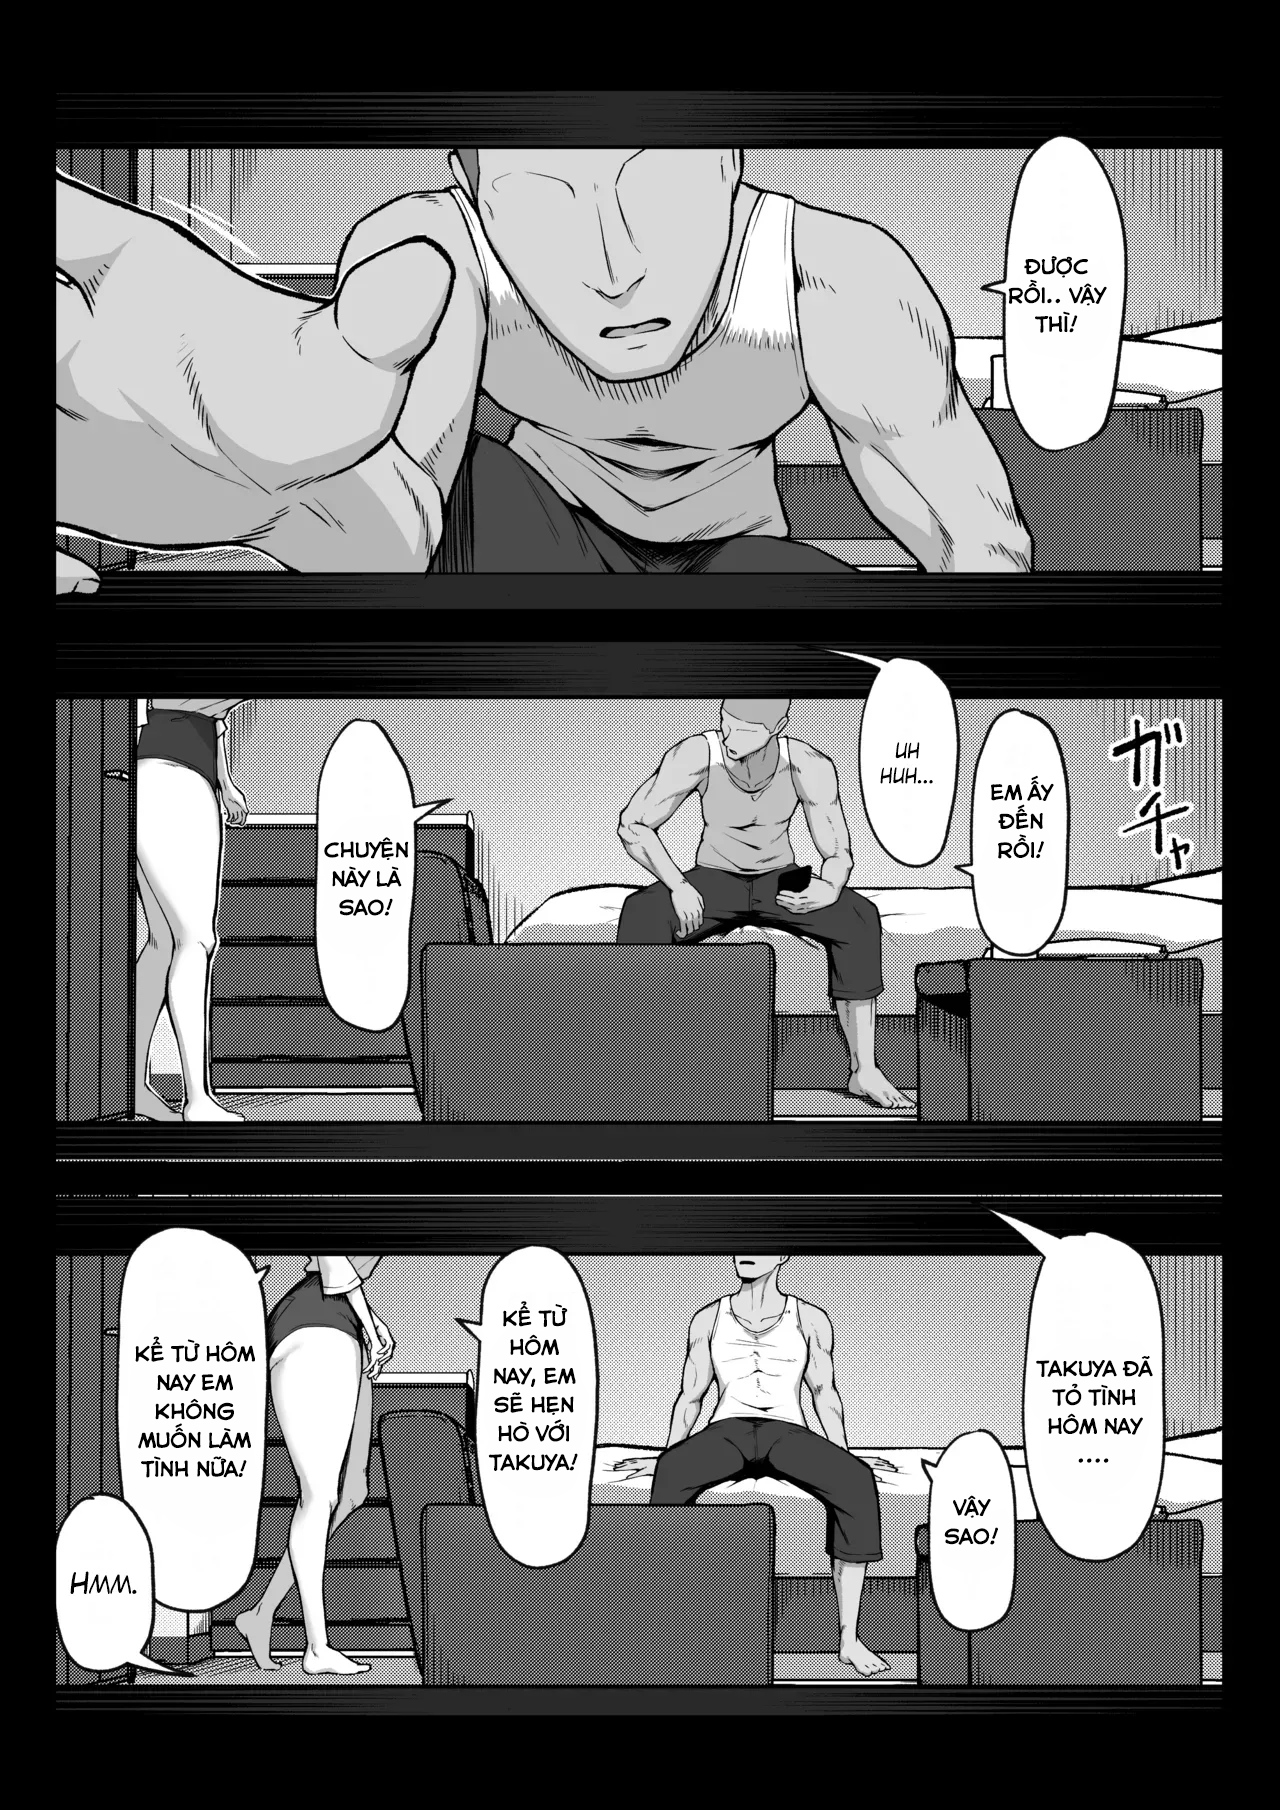 ĐƯỢC
RỒI.. VẬY
THÌ!
ガチャ
EM ẤY
ĐẾN
RỒI!
UH
HUH...
CHUYỆN
NÀY LÀ
SAO!
TAKUYA ĐÃ
TỎ TÌNH
HÔM NAY
....
VẬY
SAO!
KỂ TỪ
HÔM
NAY, EM
SẼ HẸN
HÒ VỚI
TAKUYA!
KỂ TỪ HÔM
NAY EM
KHÔNG
MUỐN LÀM
TÌNH NỮA!
HMM.